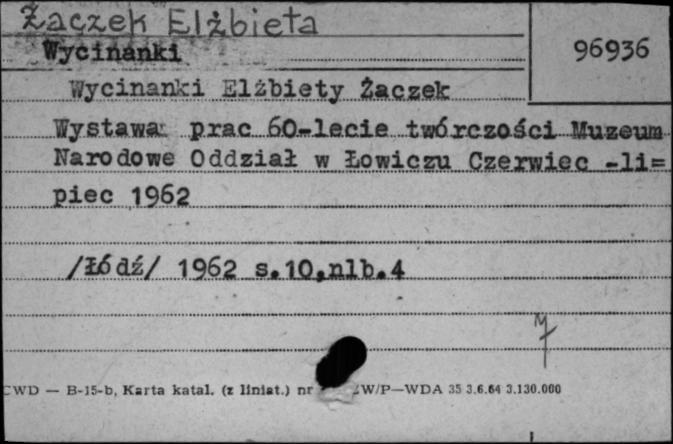 Żaczek Elżbieta
Wycinanki
96936
Wycinanki Elżbiety Żaczek
Wystawa prac 60-lecie twórczości Muzeum
Narodowe Oddział w Łowiczu Czerwiec -li=
piec 1962
/Łódź/ 1962 s.10,nlb.4
CWD — B-15-b, Karta katal. (z liniat.) nr W/P—WDA 35 3.6.64 3.130.000